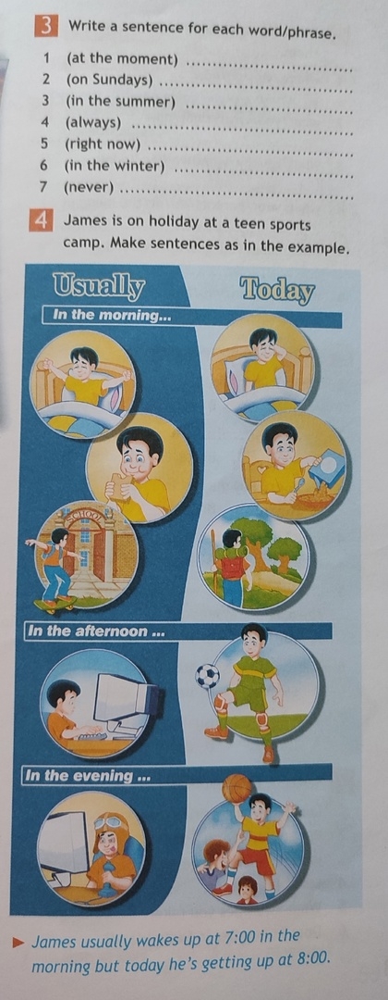 3 Write a sentence for each word/phrase.
1 (at the moment) ........................................
2 (on Sundays) ........................................
3 (in the summer) ........................................
4 (always) ........................................
5 (right now) ........................................
6 (in the winter) ........................................
7 (never) ........................................
4 James is on holiday at a teen sports
camp. Make sentences as in the example.
Usually Today
In the morning...
SCHOOL
In the afternoon ...
In the evening ...
► James usually wakes up at 7:00 in the
morning but today he's getting up at 8:00.